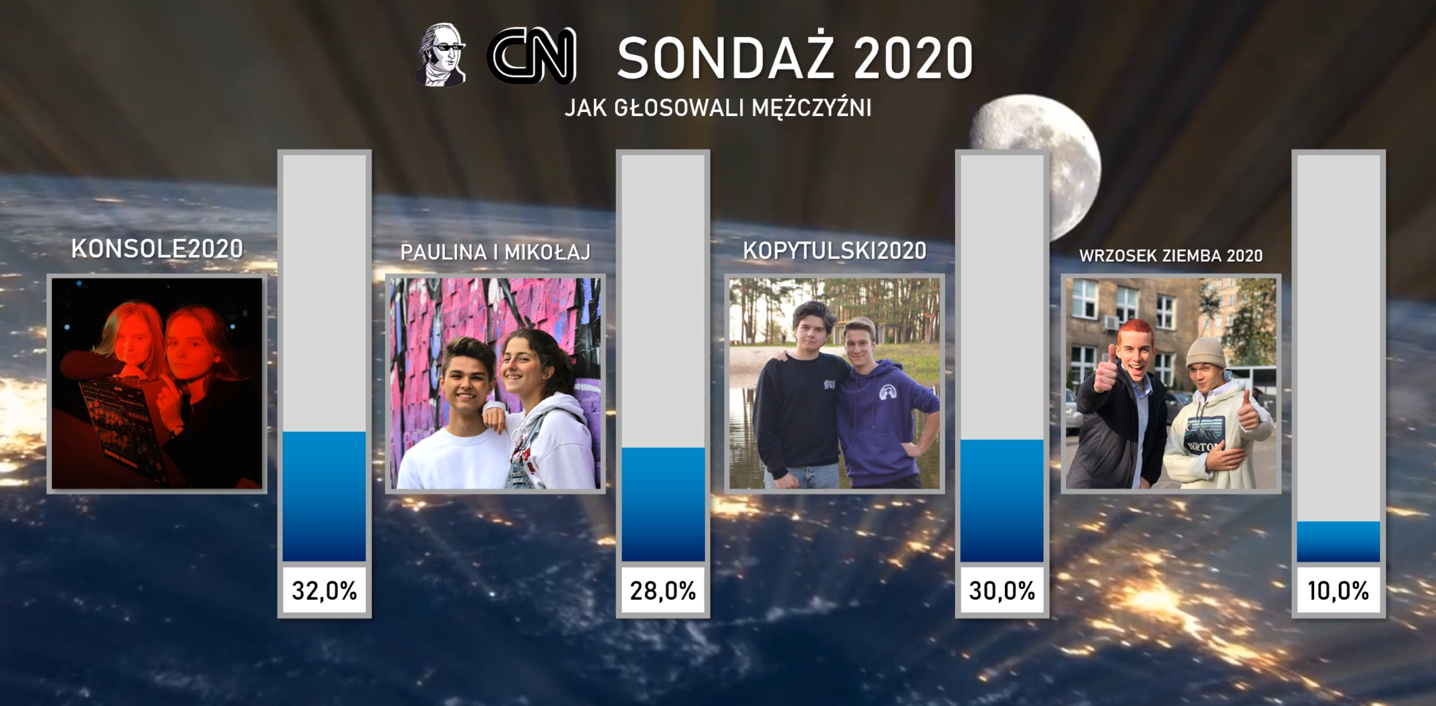 CN SONDAŻ 2020
JAK GŁOSOWALI MĘŻCZYŹNI
KONSOLE2020
32,0%
PAULINA I MIKOŁAJ
28,0%
KOPYTULSKI2020
30,0%
WRZOSEK ZIEMBA 2020
BURTON
10,0%